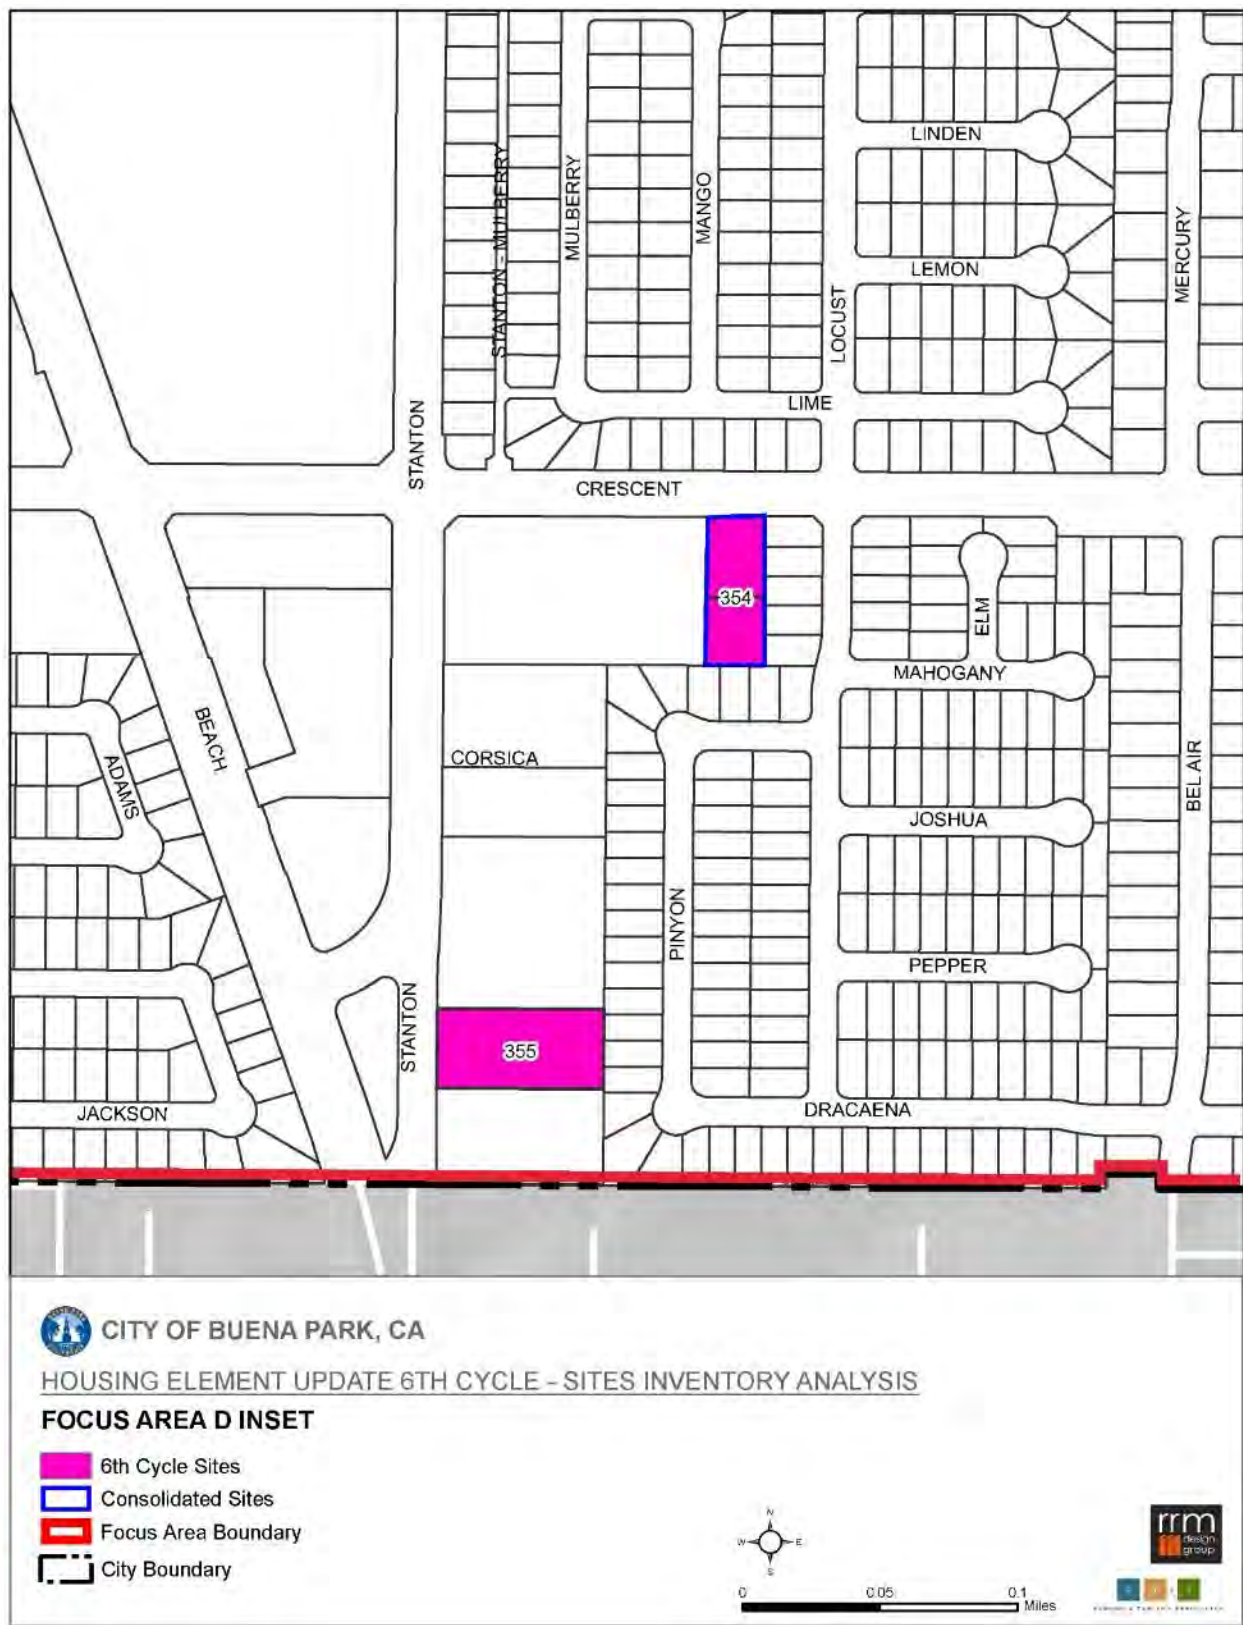 LINDEN
STANTON - MULBERRY
MULBERRY
MANGO
MERCURY
LEMON
LOCUST
LIME
STANTON
CRESCENT
354
ELM
MAHOGANY
BEACH
CORSICA
ADAMS
BEL AIR
JOSHUA
PINYON
PEPPER
STANTON
355
JACKSON
DRACAENA
CITY OF BUENA PARK, CA
HOUSING ELEMENT UPDATE 6TH CYCLE - SITES INVENTORY ANALYSIS
FOCUS AREA D INSET
6th Cycle Sites
Consolidated Sites
Focus Area Boundary
City Boundary
N
W E
S
0 0.05 0.1
Miles
rrm
design
group